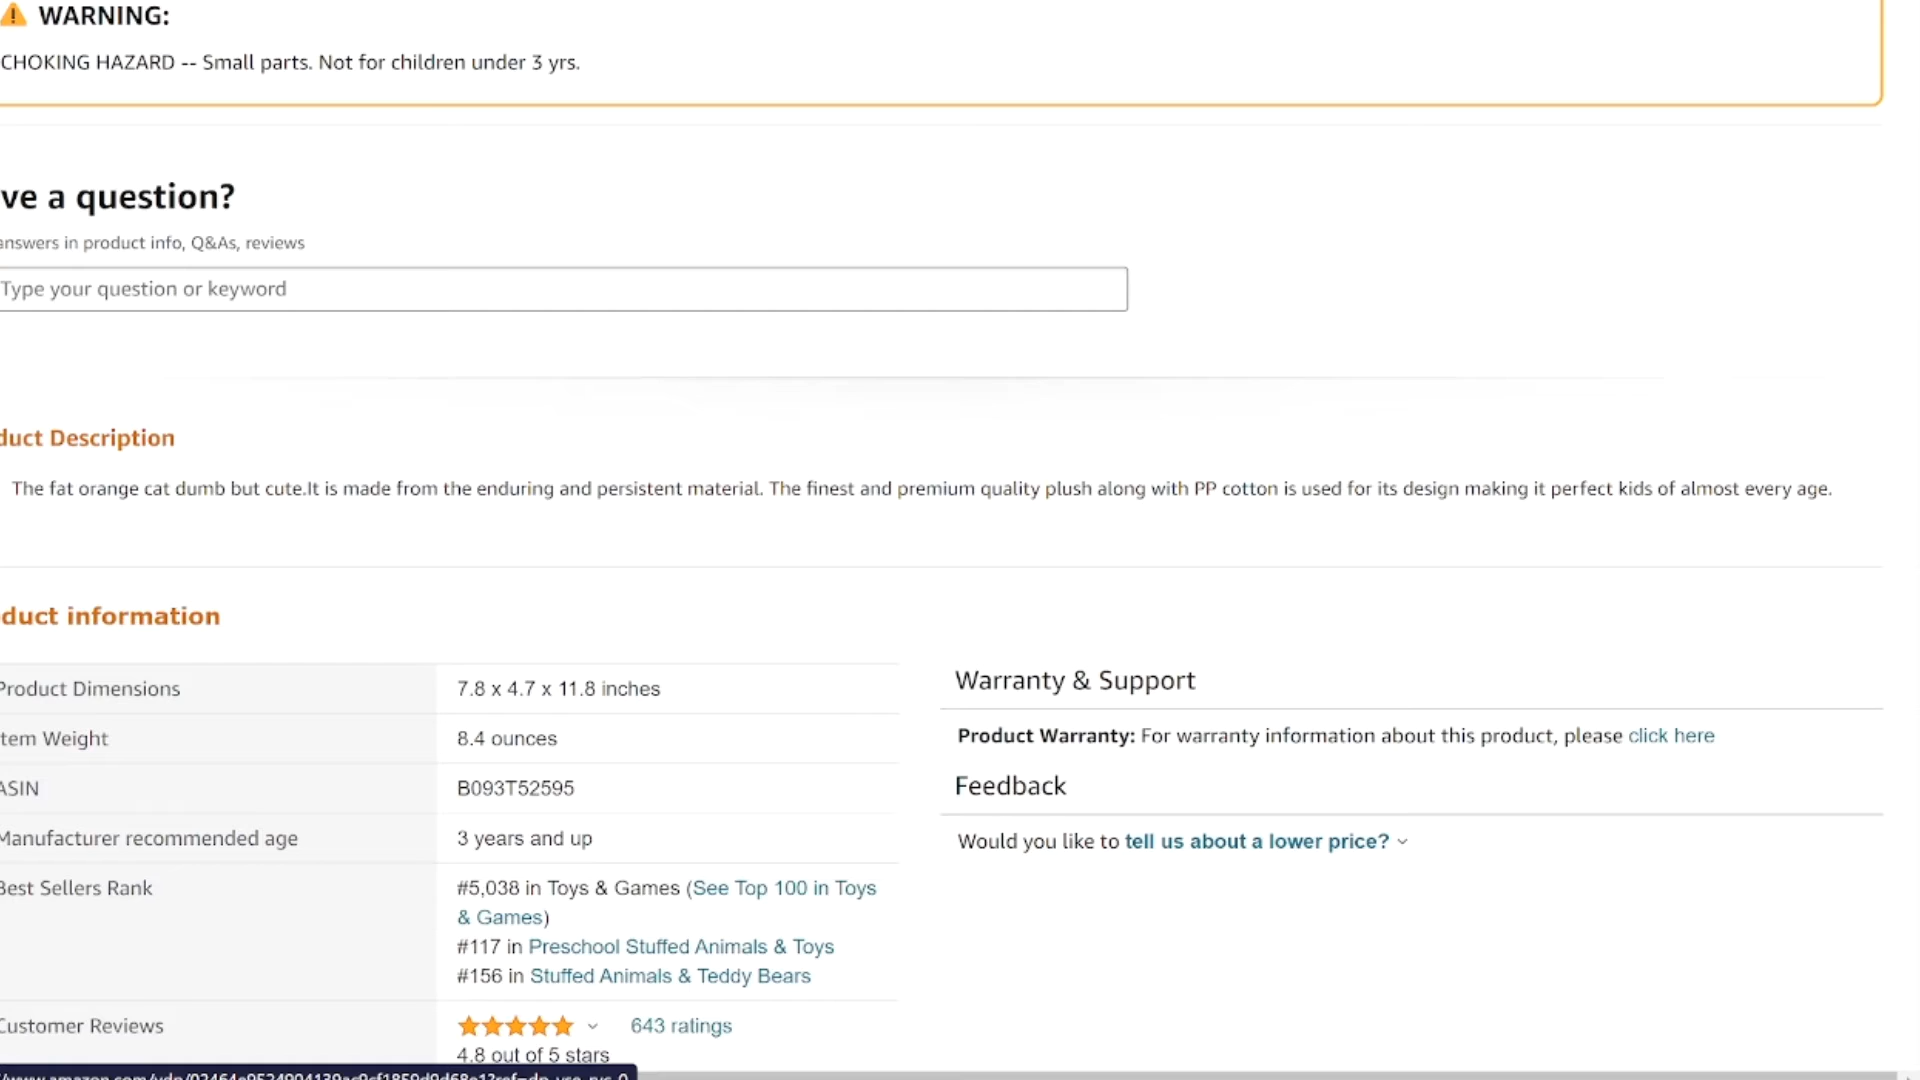 WARNING:
CHOKING HAZARD -- Small parts. Not for children under 3 yrs.
ve a question?
answers in product info, Q&As, reviews
Type your question or keyword
duct Description
The fat orange cat dumb but cute.It is made from the enduring and persistent material. The finest and premium quality plush along with PP cotton is used for its design making it perfect kids of almost every age.
duct information
Product Dimensions 7.8 x 4.7 x 11.8 inches
tem Weight 8.4 ounces
ASIN B093T52595
Manufacturer recommended age 3 years and up
Best Sellers Rank #5,038 in Toys & Games (See Top 100 in Toys
& Games)
#117 in Preschool Stuffed Animals & Toys
#156 in Stuffed Animals & Teddy Bears
Customer Reviews 643 ratings
4.8 out of 5 stars
Warranty & Support
Product Warranty: For warranty information about this product, please click here
Feedback
Would you like to tell us about a lower price?